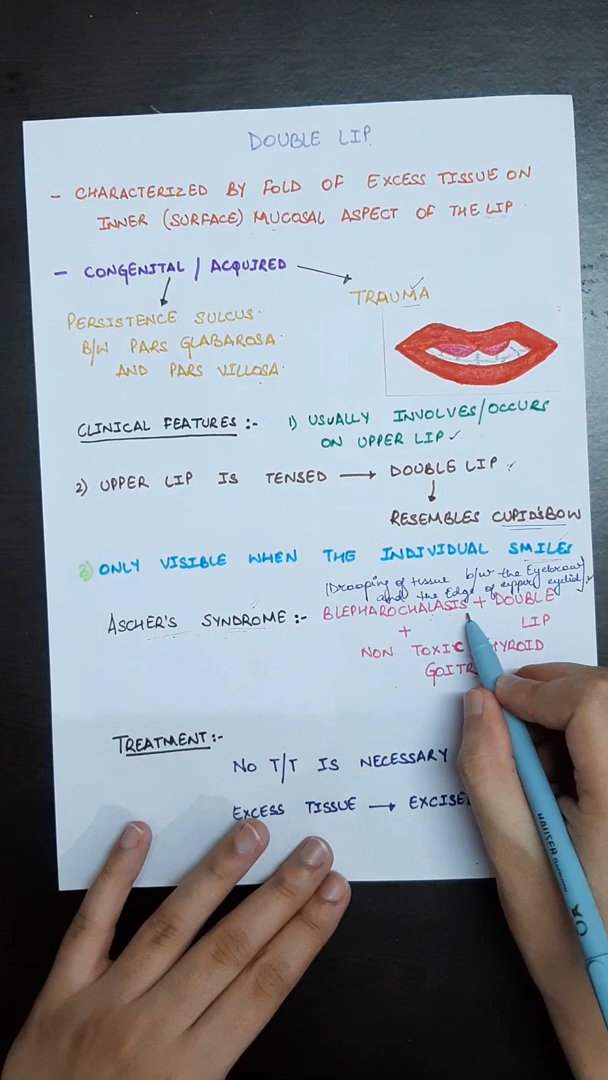 DOUBLE LIP
- CHARACTERIZED BY FOLD OF EXCESS TISSUE ON
INNER (SURFACE) MUCOSAL ASPECT OF THE LIP
- CONGENITAL / ACQUIRED
TRAUMA
PERSISTENCE SULCUS
B/W PARS GLABAROSA
AND PARS VILLOSA
CLINICAL FEATURES :- 1) USUALLY INVOLVES/OCCURS
ON UPPER LIP
2) UPPER LIP IS TENSED → DOUBLE LIP
RESEMBLES CUPID'S BOW
3) ONLY VISIBLE WHEN THE INDIVIDUAL SMILES
(Drooping of tissue b/w the Eyebrow
and the Edge of upper eyelid)
ASCHER'S SYNDROME :- BLEPHAROCHALASIS + DOUBLE
LIP
+
NON TOXIC THYROID
GOITR
TREATMENT :-
NO T/T IS NECESSARY
EXCESS TISSUE → EXCISED
HAUSER